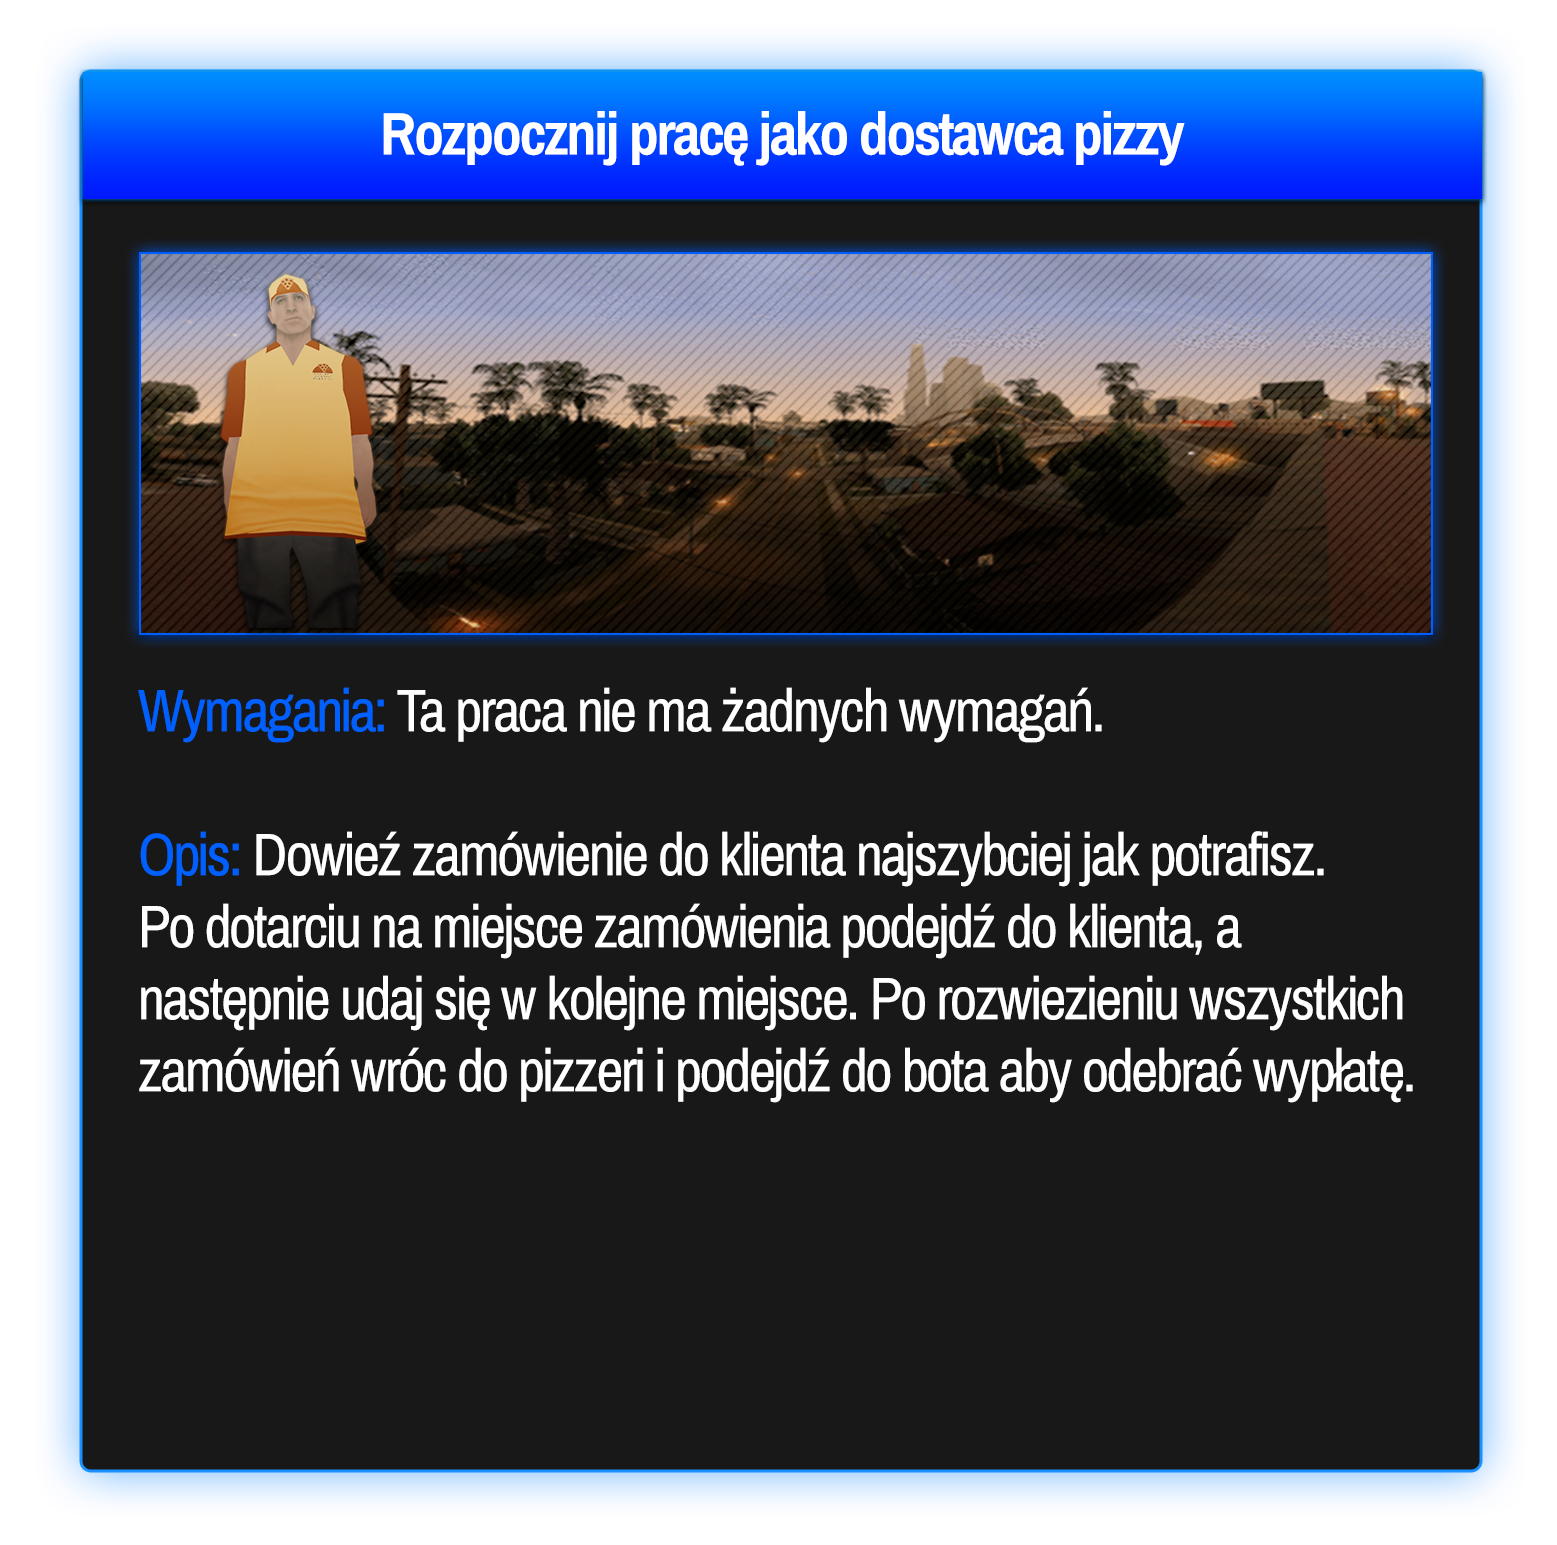 Rozpocznij pracę jako dostawca pizzy
Wymagania: Ta praca nie ma żadnych wymagań.
Opis: Dowieź zamówienie do klienta najszybciej jak potrafisz.
Po dotarciu na miejsce zamówienia podejdź do klienta, a
następnie udaj się w kolejne miejsce. Po rozwiezieniu wszystkich
zamówień wróc do pizzeri i podejdź do bota aby odebrać wypłatę.